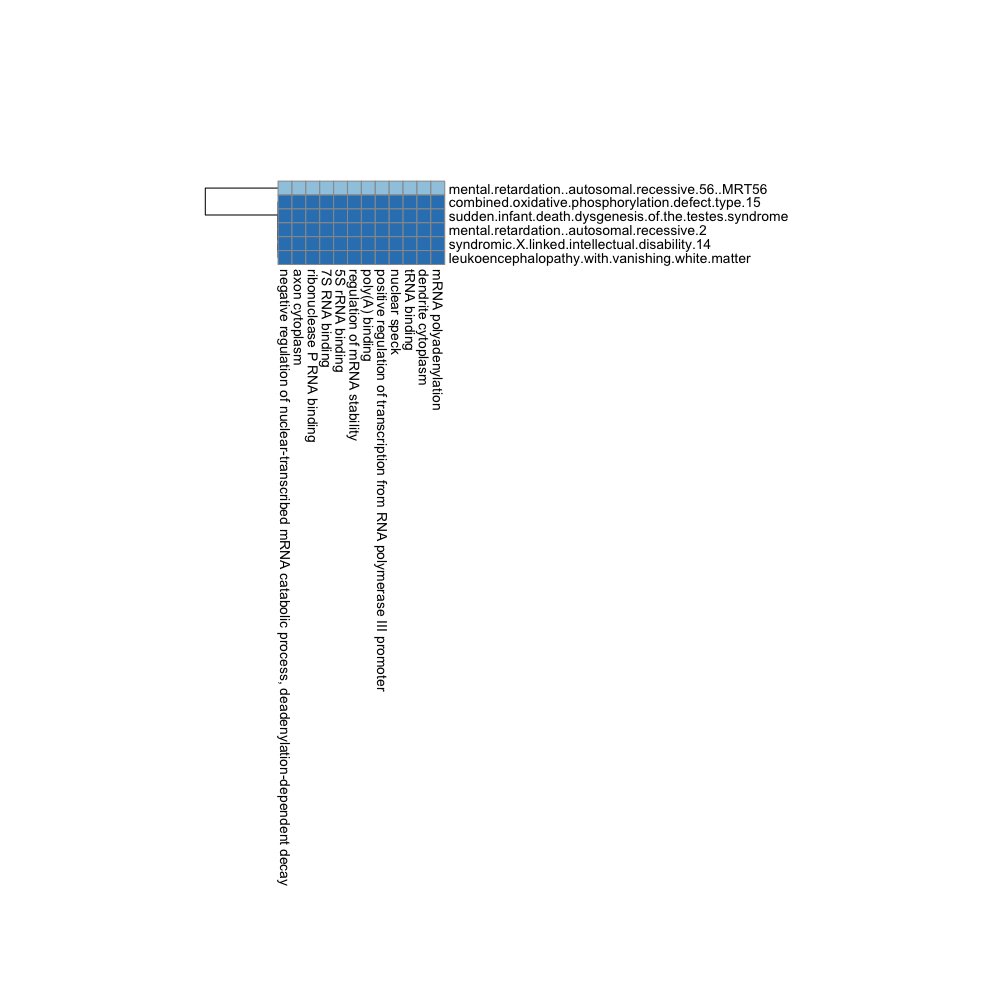 mental.retardation..autosomal.recessive.56..MRT56
combined.oxidative.phosphorylation.defect.type.15
sudden.infant.death.dysgenesis.of.the.testes.syndrome
mental.retardation..autosomal.recessive.2
syndromic.X.linked.intellectual.disability.14
leukoencephalopathy.with.vanishing.white.matter
negative regulation of nuclear-transcribed mRNA catabolic process, deadenylation-dependent decay
axon cytoplasm
ribonuclease P RNA binding
7S RNA binding
5S rRNA binding
regulation of mRNA stability
poly(A) binding
positive regulation of transcription from RNA polymerase III promoter
nuclear speck
tRNA binding
dendrite cytoplasm
mRNA polyadenylation